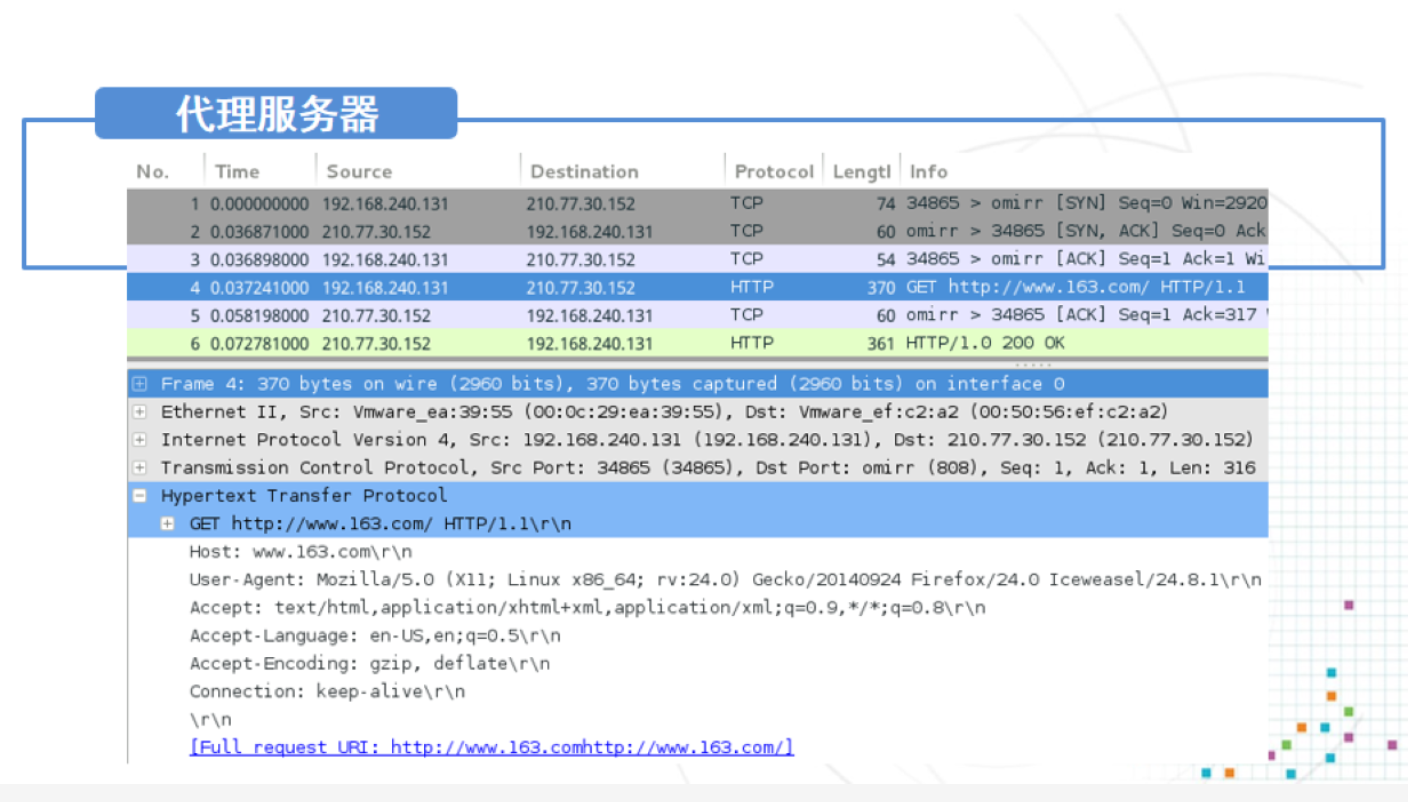 代理服务器
No. Time Source Destination Protocol Lengtl Info
1 0.000000000 192.168.240.131 210.77.30.152 TCP 74 34865 > omirr [SYN] Seq=0 Win=2920
2 0.036871000 210.77.30.152 192.168.240.131 TCP 60 omirr > 34865 [SYN, ACK] Seq=0 Ack
3 0.036898000 192.168.240.131 210.77.30.152 TCP 54 34865 > omirr [ACK] Seq=1 Ack=1 Wi
4 0.037241000 192.168.240.131 210.77.30.152 HTTP 370 GET http://www.163.com/ HTTP/1.1
5 0.058198000 210.77.30.152 192.168.240.131 TCP 60 omirr > 34865 [ACK] Seq=1 Ack=317
6 0.072781000 210.77.30.152 192.168.240.131 HTTP 361 HTTP/1.0 200 OK
Frame 4: 370 bytes on wire (2960 bits), 370 bytes captured (2960 bits) on interface 0
Ethernet II, Src: Vmware_ea:39:55 (00:0c:29:ea:39:55), Dst: Vmware_ef:c2:a2 (00:50:56:ef:c2:a2)
Internet Protocol Version 4, Src: 192.168.240.131 (192.168.240.131), Dst: 210.77.30.152 (210.77.30.152)
Transmission Control Protocol, Src Port: 34865 (34865), Dst Port: omirr (808), Seq: 1, Ack: 1, Len: 316
Hypertext Transfer Protocol
GET http://www.163.com/ HTTP/1.1\r\n
Host: www.163.com\r\n
User-Agent: Mozilla/5.0 (X11; Linux x86_64; rv:24.0) Gecko/20140924 Firefox/24.0 Iceweasel/24.8.1\r\n
Accept: text/html,application/xhtml+xml,application/xml;q=0.9,*/*;q=0.8\r\n
Accept-Language: en-US,en;q=0.5\r\n
Accept-Encoding: gzip, deflate\r\n
Connection: keep-alive\r\n
\r\n
[Full request URI: http://www.163.comhttp://www.163.com/]